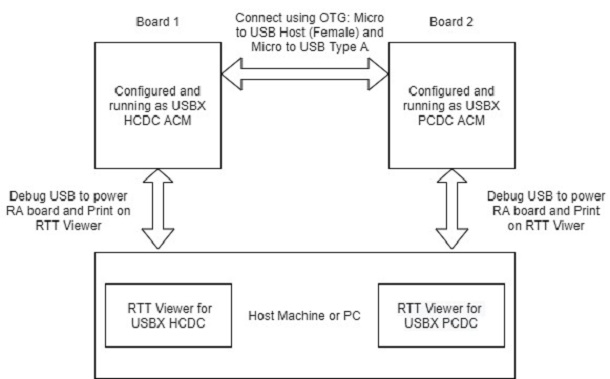 Board 1
Connect using OTG: Micro
to USB Host (Female) and
Micro to USB Type A.
Board 2
Configured and
running as USBX
HCDC ACM
Configured and
running as USBX
PCDC ACM
Debug USB to power
RA board and Print on
RTT Viewer
Debug USB to power
RA board and Print
on RTT Viwer
RTT Viewer for
USBX HCDC
Host Machine or PC
RTT Viewer for
USBX PCDC